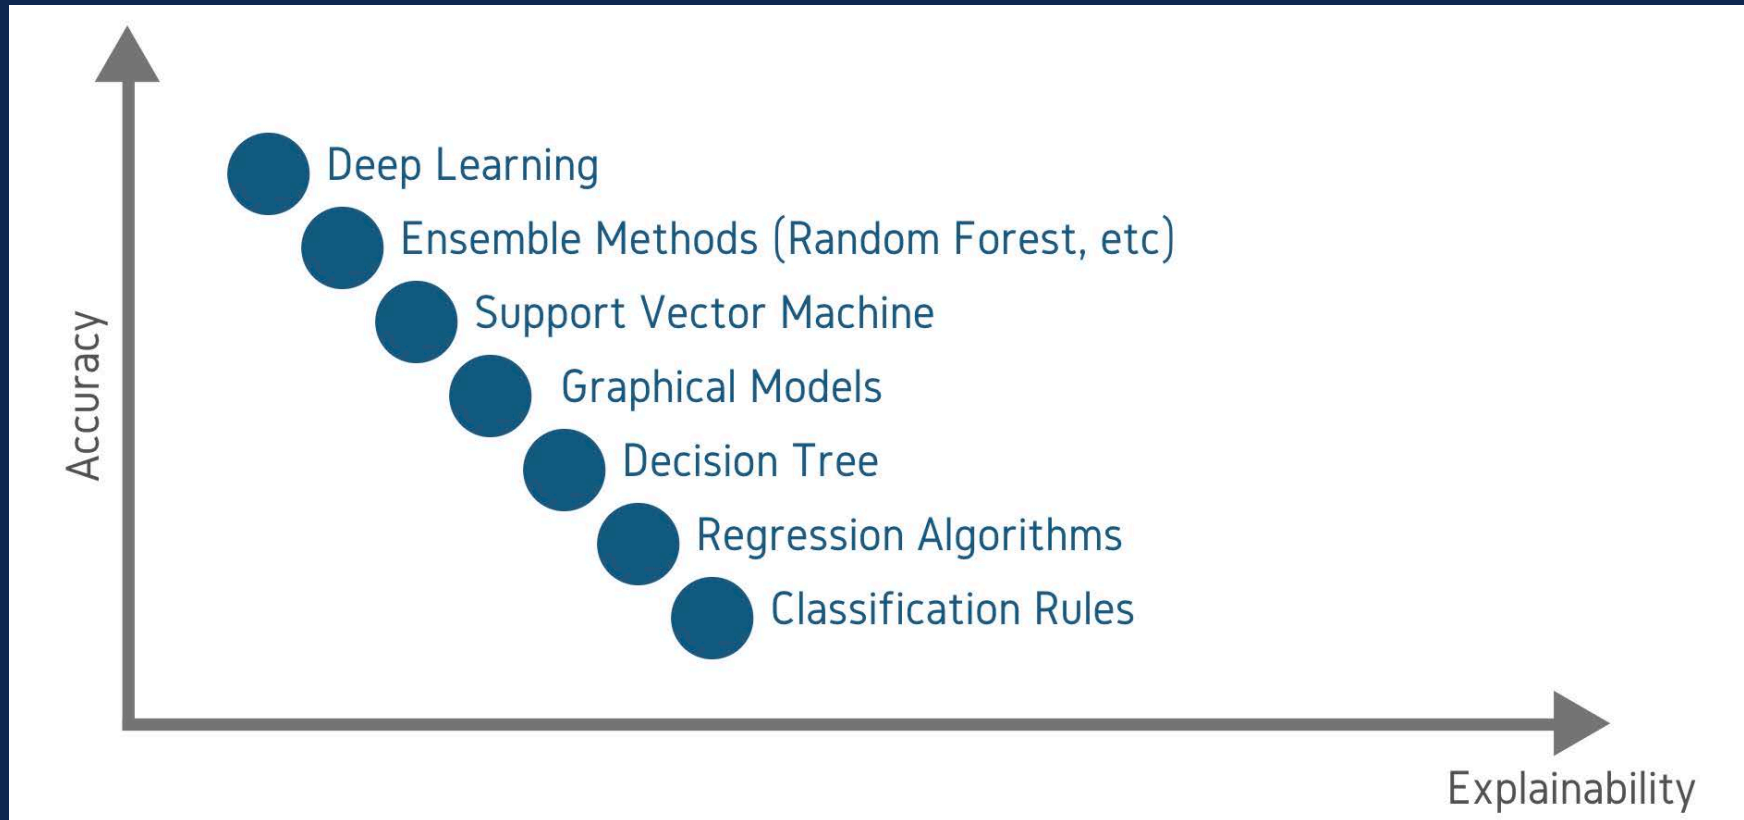 Deep Learning
Ensemble Methods (Random Forest, etc)
Support Vector Machine
Graphical Models
Decision Tree
Regression Algorithms
Classification Rules
Accuracy
Explainability